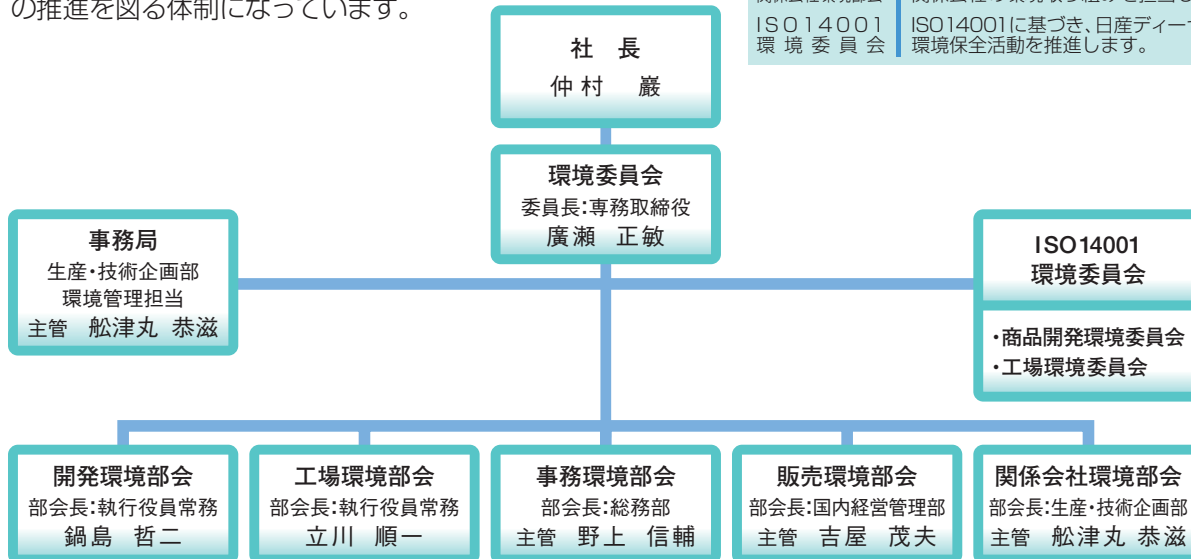 の推進を図る体制になっています。
ISO14001
環境委員会
ISO14001に基づき、日産ディー
環境保全活動を推進します。
社 長
仲村 巖
環境委員会
委員長:専務取締役
廣瀬 正敏
事務局
生産・技術企画部
環境管理担当
主管 舩津丸 恭滋
ISO14001
環境委員会
・商品開発環境委員会
・工場環境委員会
開発環境部会
部会長:執行役員常務
鍋島 哲二
工場環境部会
部会長:執行役員常務
立川 順一
事務環境部会
部会長:総務部
主管 野上 信輔
販売環境部会
部会長:国内経営管理部
主管 吉屋 茂夫
関係会社環境部会
部会長:生産・技術企画部
主管 舩津丸 恭滋